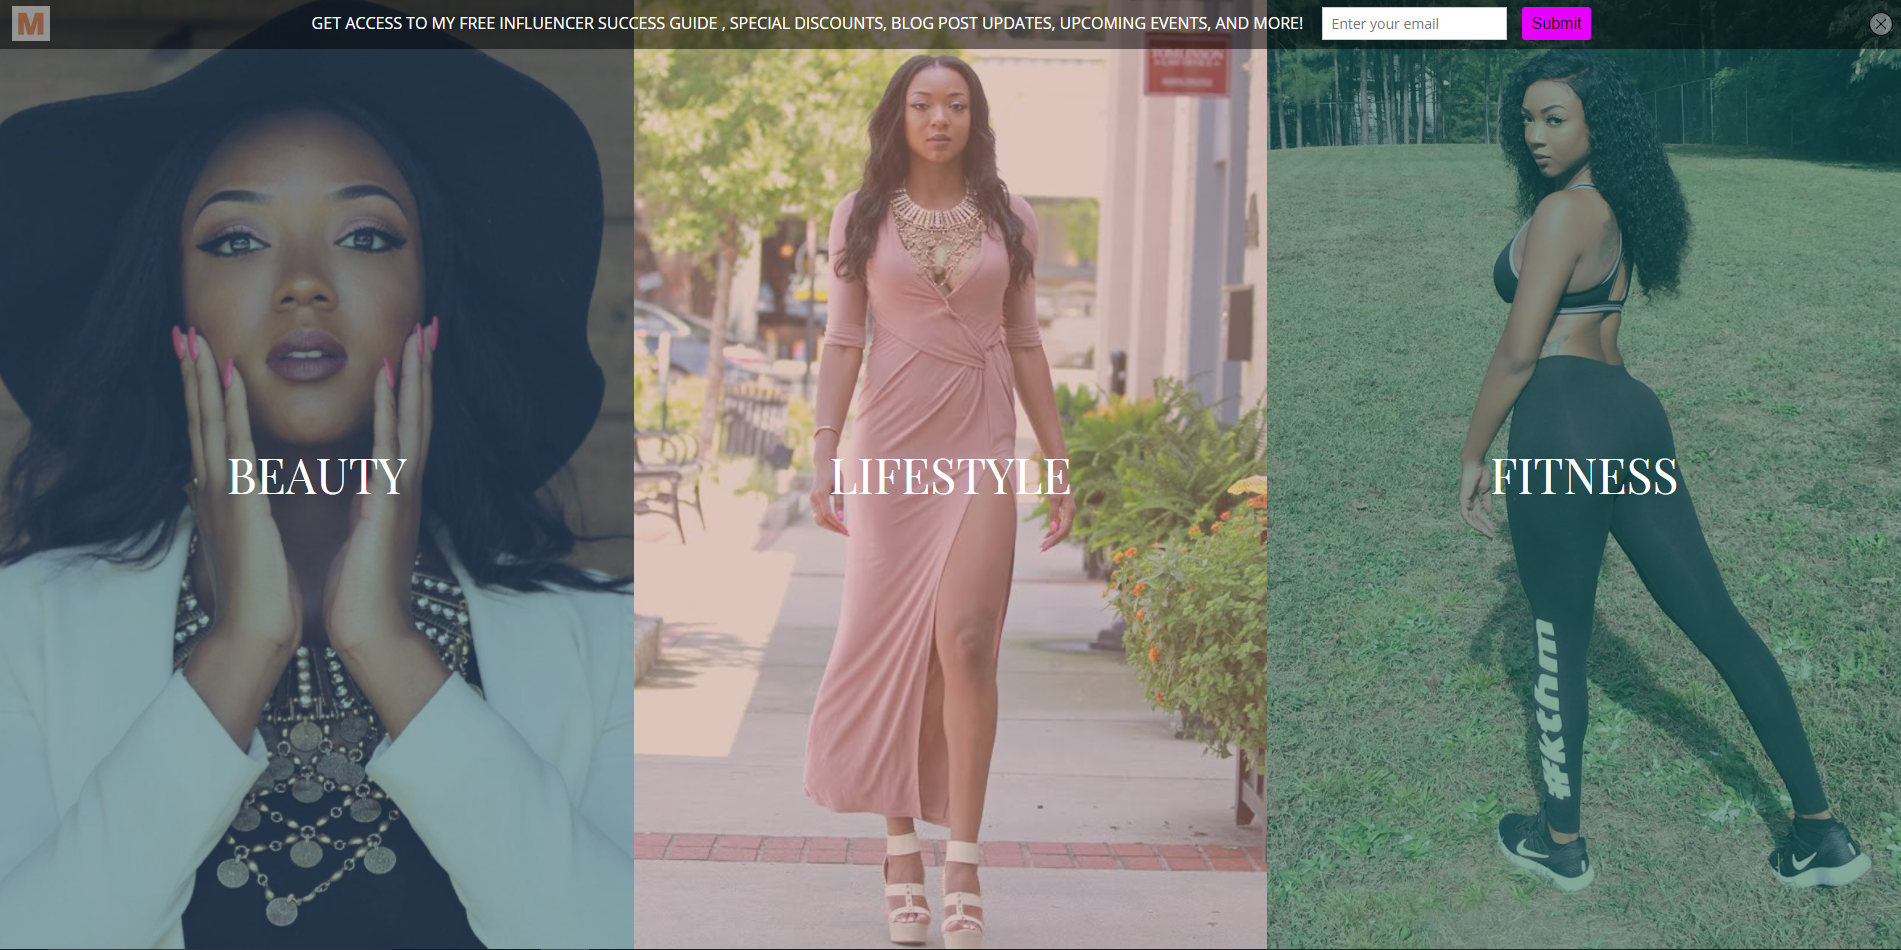 M
GET ACCESS TO MY FREE INFLUENCER SUCCESS GUIDE , SPECIAL DISCOUNTS, BLOG POST UPDATES, UPCOMING EVENTS, AND MORE! Enter your email Submit
BEAUTY LIFESTYLE FITNESS
#kthm